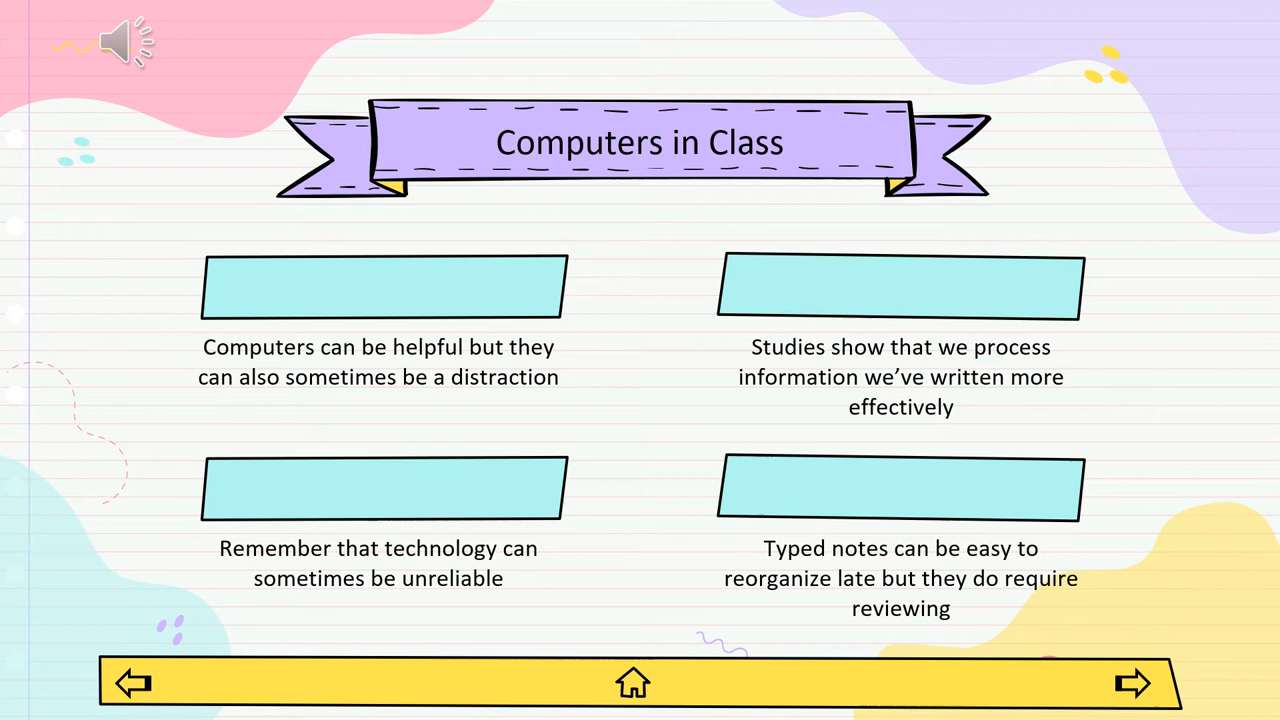 Computers in Class
Computers can be helpful but they
can also sometimes be a distraction
Studies show that we process
information we’ve written more
effectively
Remember that technology can
sometimes be unreliable
Typed notes can be easy to
reorganize late but they do require
reviewing